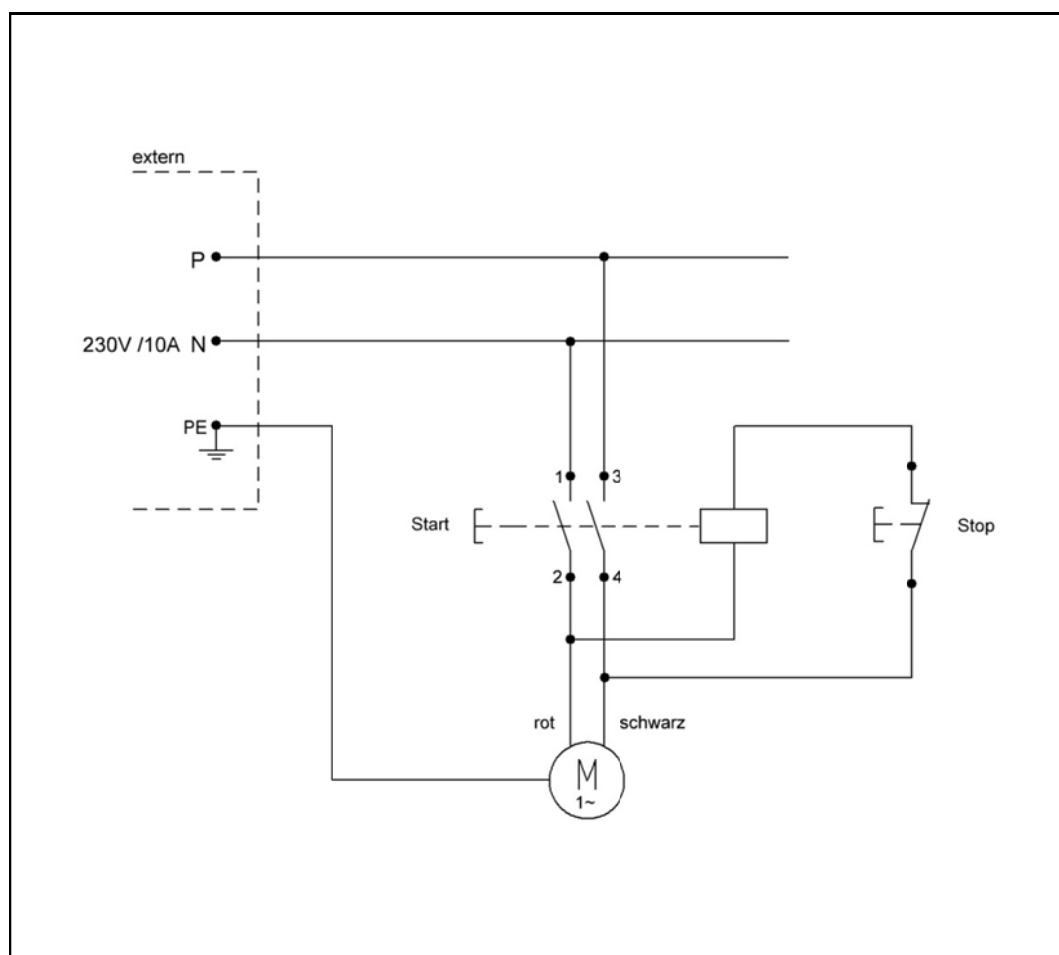 extern
P
230V /10A N
PE
1 3
Start
Stop
2 4
rot schwarz
M
1~